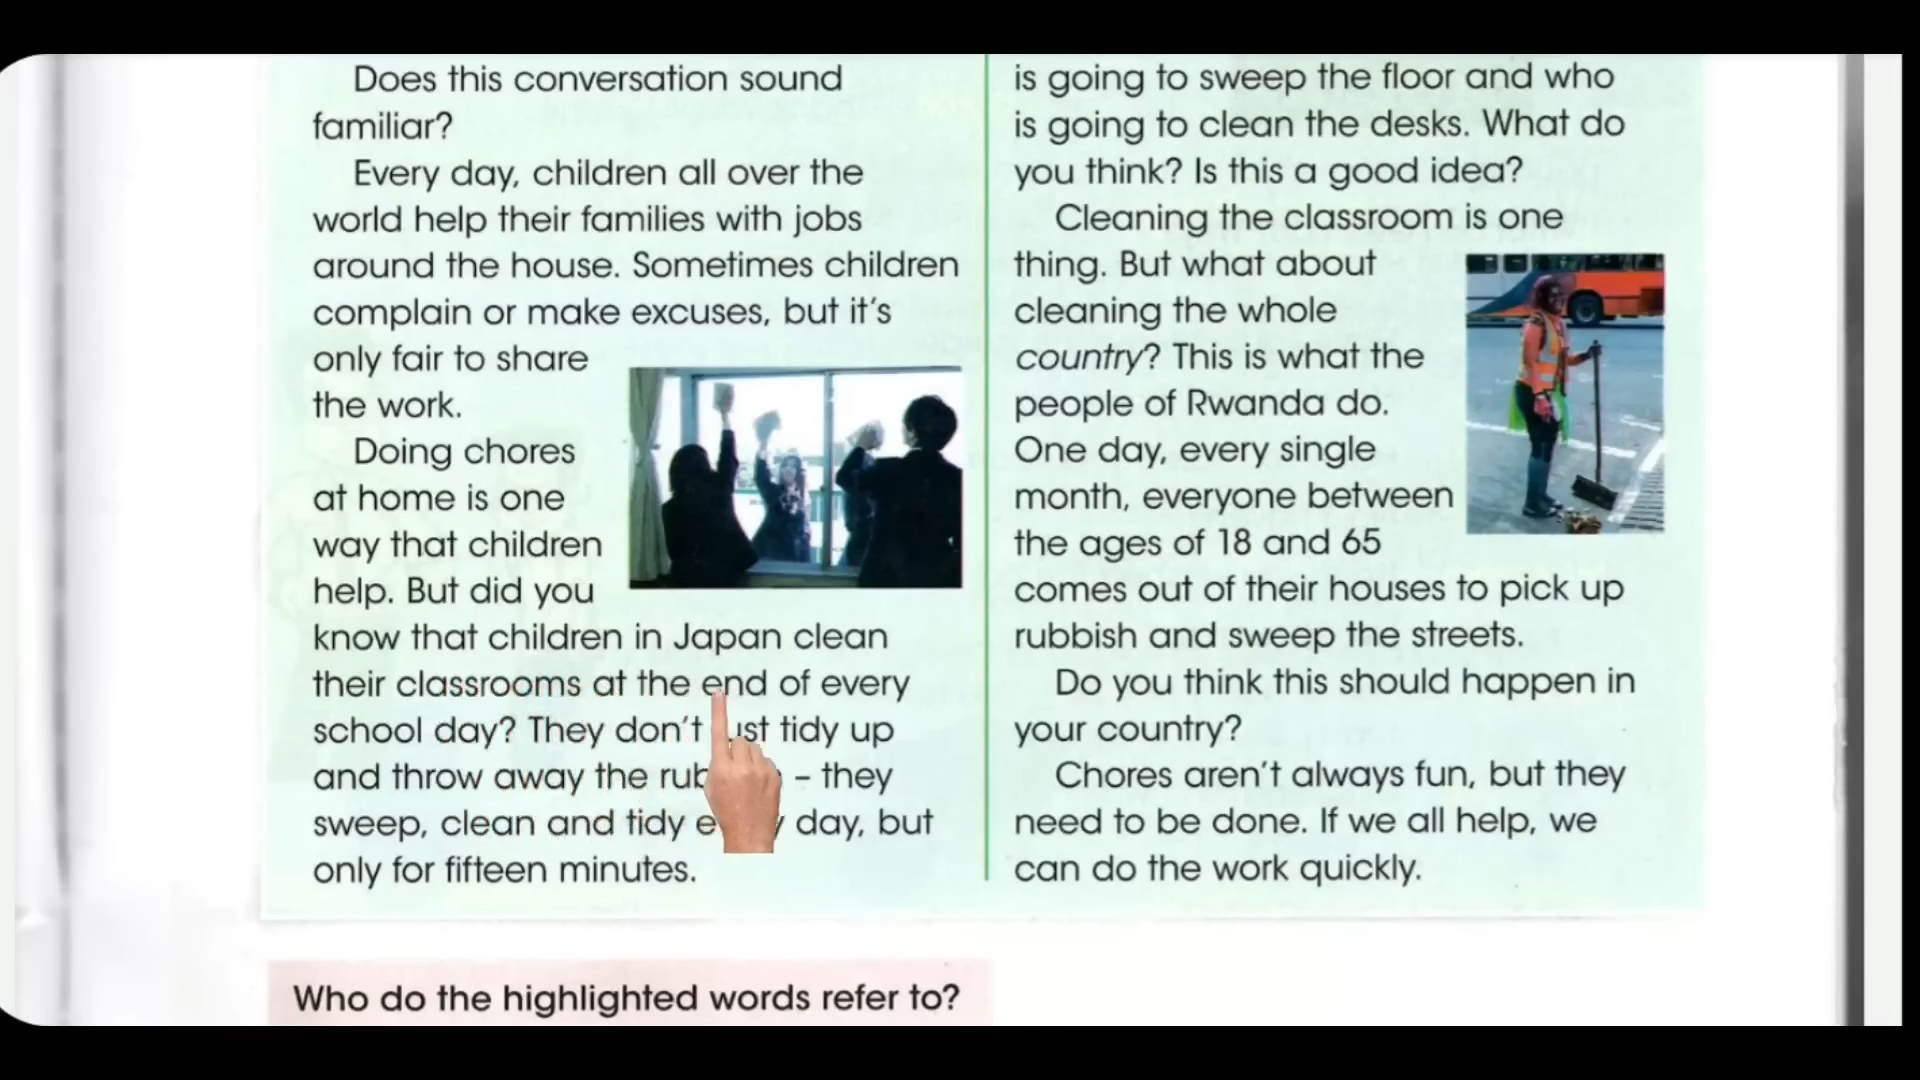 Does this conversation sound
familiar?
Every day, children all over the
world help their families with jobs
around the house. Sometimes children
complain or make excuses, but it's
only fair to share
the work.
Doing chores
at home is one
way that children
help. But did you
know that children in Japan clean
their classrooms at the end of every
school day? They don't just tidy up
and throw away the – they
sweep, clean and tidy day, but
only for fifteen minutes.
is going to sweep the floor and who
is going to clean the desks. What do
you think? Is this a good idea?
Cleaning the classroom is one
thing. But what about
cleaning the whole
country? This is what the
people of Rwanda do.
One day, every single
month, everyone between
the ages of 18 and 65
comes out of their houses to pick up
rubbish and sweep the streets.
Do you think this should happen in
your country?
Chores aren't always fun, but they
need to be done. If we all help, we
can do the work quickly.
Who do the highlighted words refer to?